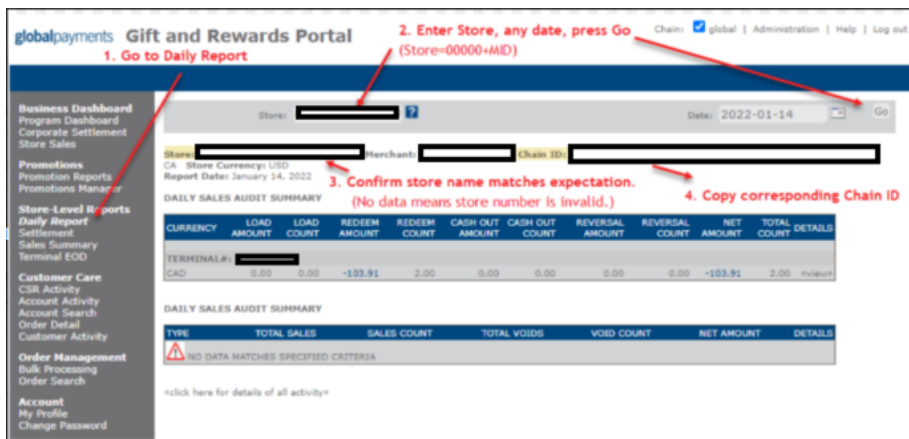 globalpayments Gift and Rewards Portal
Chain: global | Administration | Help | Log out
1. Go to Daily Report
2. Enter Store, any date, press Go
(Store=00000+MID)
Business Dashboard
Program Dashboard
Corporate Settlement
Store Sales
Promotions
Promotion Reports
Promotions Manager
Store-Level Reports
Daily Report
Settlement
Sales Summary
Terminal EOD
Customer Care
CSR Activity
Account Activity
Account Search
Order Detail
Customer Activity
Order Management
Bulk Processing
Order Search
Account
My Profile
Change Password
Store: ? Date: 2022-01-14 Go
Store: Merchant: Chain ID:
CA Store Currency: USD
Report Date: January 14, 2022
3. Confirm store name matches expectation.
(No data means store number is invalid.)
4. Copy corresponding Chain ID
DAILY SALES AUDIT SUMMARY
CURRENCY LOAD AMOUNT LOAD COUNT REDEEM AMOUNT REDEEM COUNT CASH OUT AMOUNT CASH OUT COUNT REVERSAL AMOUNT REVERSAL COUNT NET AMOUNT TOTAL COUNT DETAILS
TERMINAL#:
CAD 0.00 0.00 -103.91 2.00 0.00 0.00 0.00 0.00 -103.91 2.00 <view>
DAILY SALES AUDIT SUMMARY
TYPE TOTAL SALES SALES COUNT TOTAL VOIDS VOID COUNT NET AMOUNT DETAILS
NO DATA MATCHES SPECIFIED CRITERIA
<click here for details of all activity>